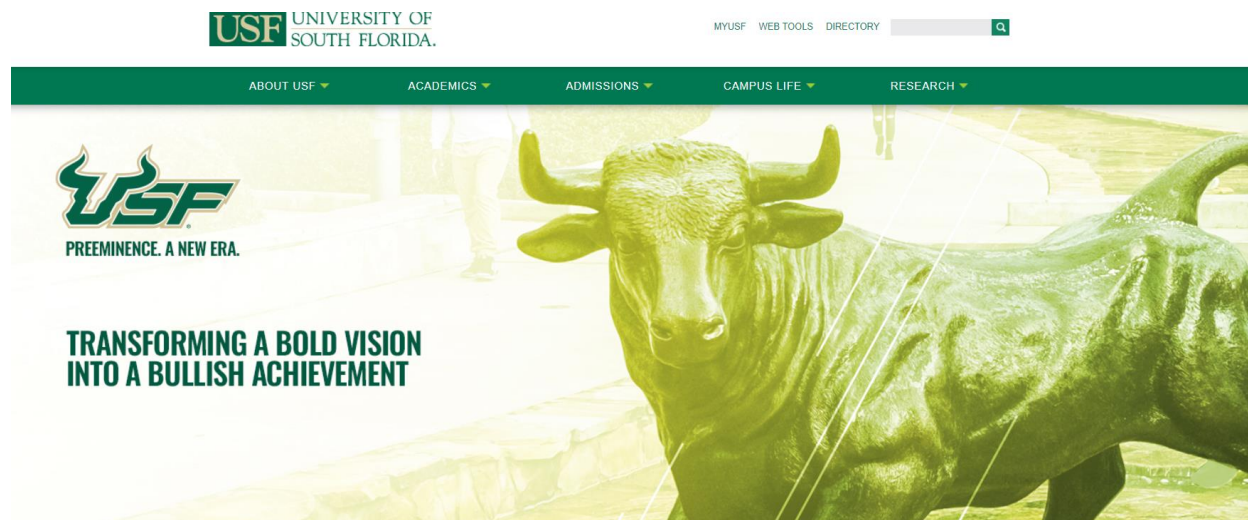 USF UNIVERSITY OF
SOUTH FLORIDA.
MYUSF WEB TOOLS DIRECTORY
ABOUT USF ACADEMICS ADMISSIONS CAMPUS LIFE RESEARCH
USF
PREEMINENCE. A NEW ERA.
TRANSFORMING A BOLD VISION
INTO A BULLISH ACHIEVEMENT